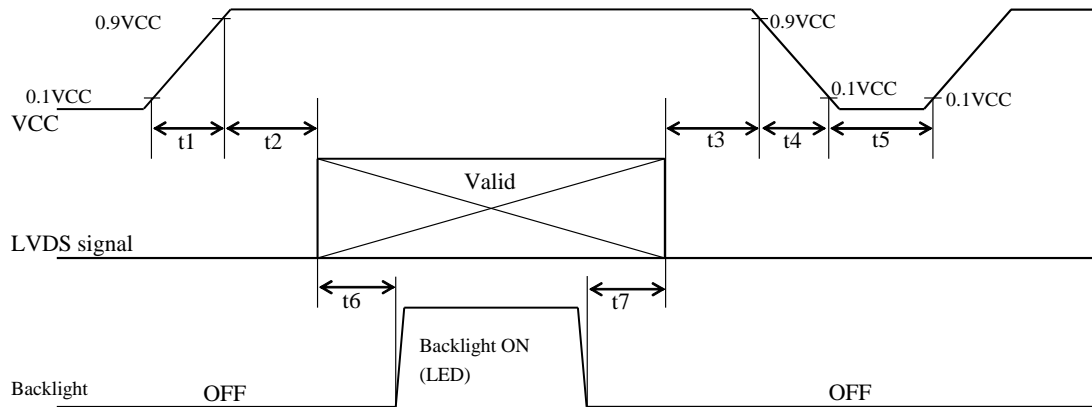 0.9VCC
0.9VCC
0.1VCC
0.1VCC
0.1VCC
VCC
t1
t2
t3
t4
t5
Valid
LVDS signal
t6
t7
Backlight ON
(LED)
Backlight
OFF
OFF